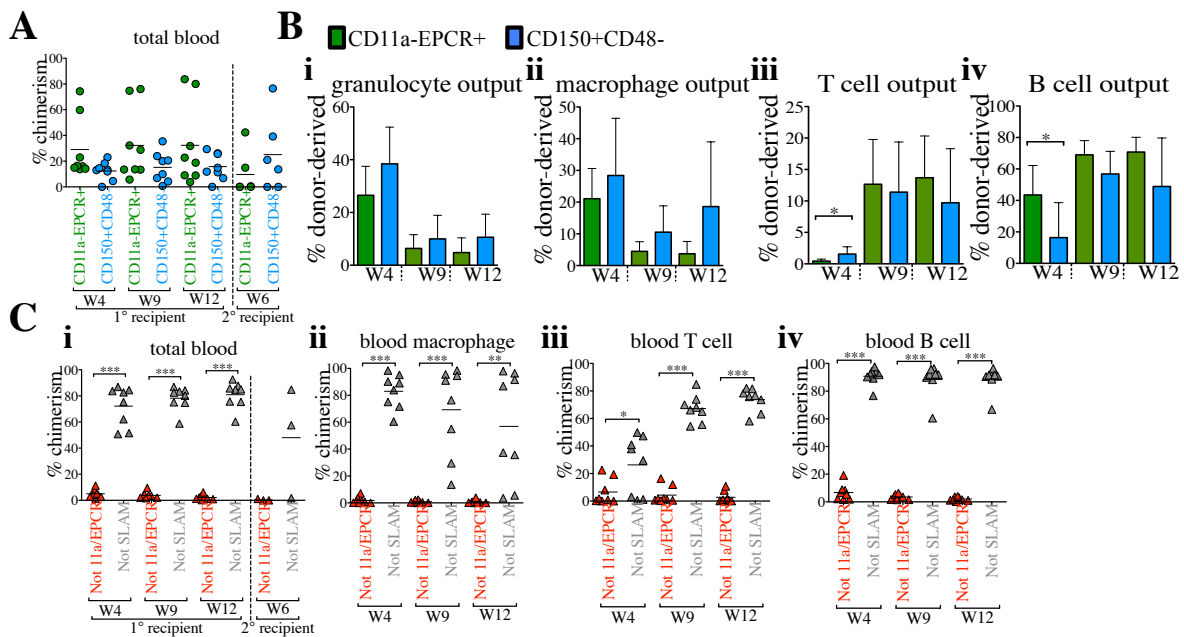 A
total blood
% chimerism
100
80
60
40
20
0
CD11a-EPCR+
CD150+CD48-
CD11a-EPCR+
CD150+CD48-
CD11a-EPCR+
CD150+CD48-
CD11a-EPCR+
CD150+CD48-
W4
W9
W12
W6
1° recipient
2° recipient
B
CD11a-EPCR+
CD150+CD48-
i
granulocyte output
% donor-derived
60
40
20
0
W4
W9
W12
ii
macrophage output
% donor-derived
50
40
30
20
10
0
W4
W9
W12
iii
T cell output
% donor-derived
25
20
15
10
5
0
*
W4
W9
W12
iv
B cell output
% donor-derived
100
80
60
40
20
0
*
W4
W9
W12
C
i
total blood
% chimerism
100
80
60
40
20
0
***
***
***
Not 11a/EPCR
Not SLAM
Not 11a/EPCR
Not SLAM
Not 11a/EPCR
Not SLAM
Not 11a/EPCR
Not SLAM
W4
W9
W12
W6
1° recipient
2° recipient
ii
blood macrophage
% chimerism
100
80
60
40
20
0
***
***
**
Not 11a/EPCR
Not SLAM
Not 11a/EPCR
Not SLAM
Not 11a/EPCR
Not SLAM
W4
W9
W12
iii
blood T cell
% chimerism
100
80
60
40
20
0
*
***
***
Not 11a/EPCR
Not SLAM
Not 11a/EPCR
Not SLAM
Not 11a/EPCR
Not SLAM
W4
W9
W12
iv
blood B cell
% chimerism
100
80
60
40
20
0
***
***
***
Not 11a/EPCR
Not SLAM
Not 11a/EPCR
Not SLAM
Not 11a/EPCR
Not SLAM
W4
W9
W12